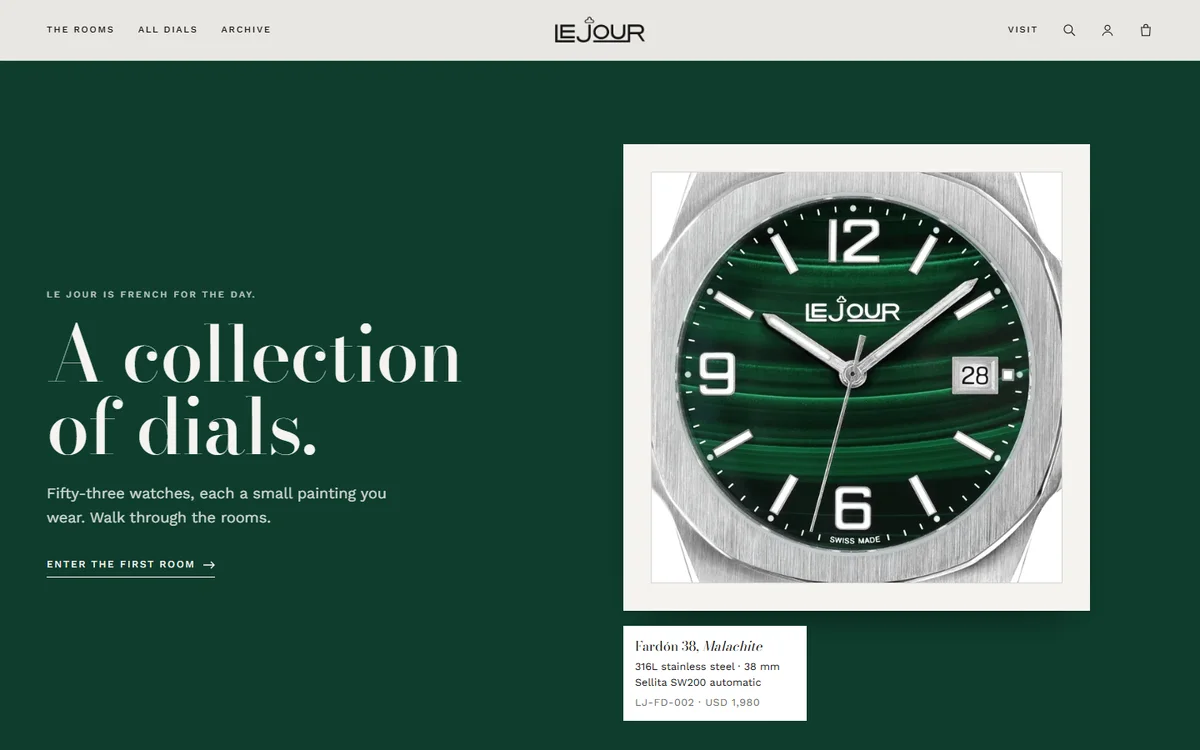 THE ROOMS
ALL DIALS
ARCHIVE
LEJOUR
VISIT
LE JOUR IS FRENCH FOR THE DAY.
A collection
of dials.
Fifty-three watches, each a small painting you
wear. Walk through the rooms.
ENTER THE FIRST ROOM →
12
LEJOUR
9
28
6
SWISS MADE
Fardón 38, Malachite
316L stainless steel · 38 mm
Sellita SW200 automatic
LJ-FD-002 · USD 1,980